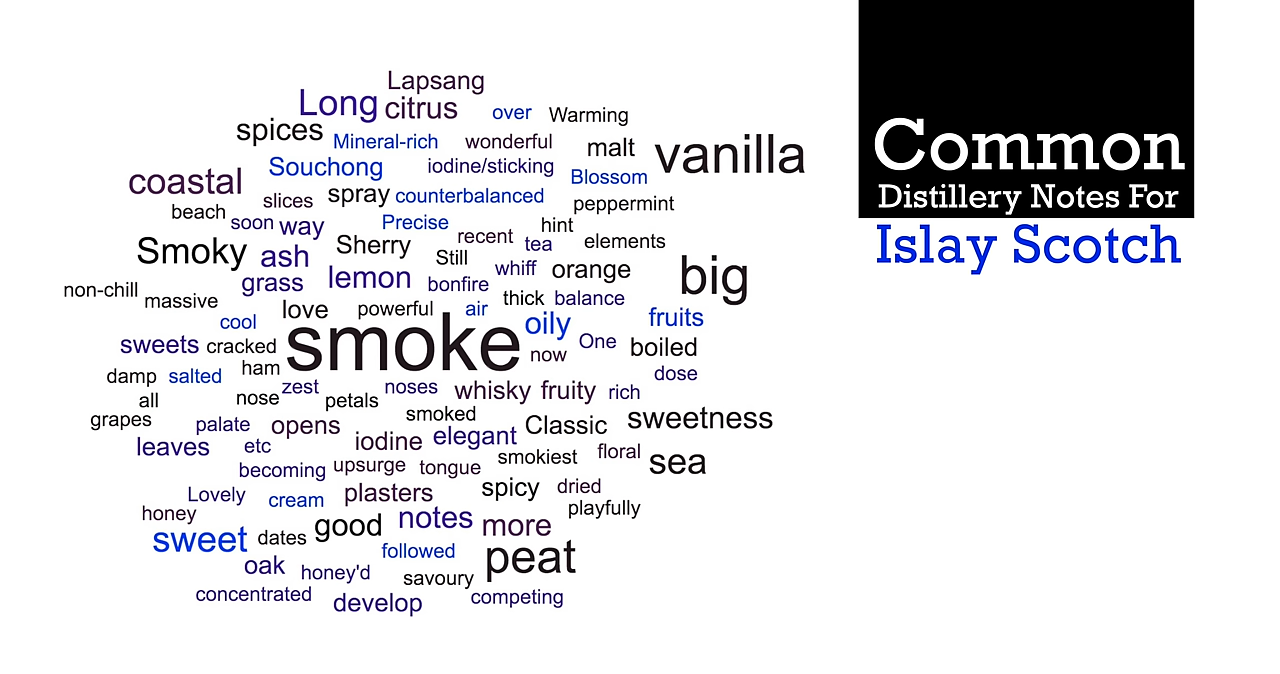 Lapsang
Long citrus over Warming
spices Mineral-rich wonderful malt vanilla
Souchong iodine/sticking Blossom
coastal slices spray counterbalanced peppermint
beach soon way Precise hint
Smoky ash Sherry Still recent tea elements
grass lemon bonfire whiff orange big
non-chill massive love powerful air thick balance
cool smoke oily One fruits
sweets cracked now boiled
damp salted ham dose
all nose zest petals noses whisky fruity rich
grapes palate opens smoked Classic sweetness
leaves etc iodine elegant smokiest floral sea
becoming upsurge tongue
Lovely cream plasters spicy dried
honey playfully
sweet dates good notes more
followed peat
oak honey'd savoury
concentrated develop competing
Common
Distillery Notes For
Islay Scotch